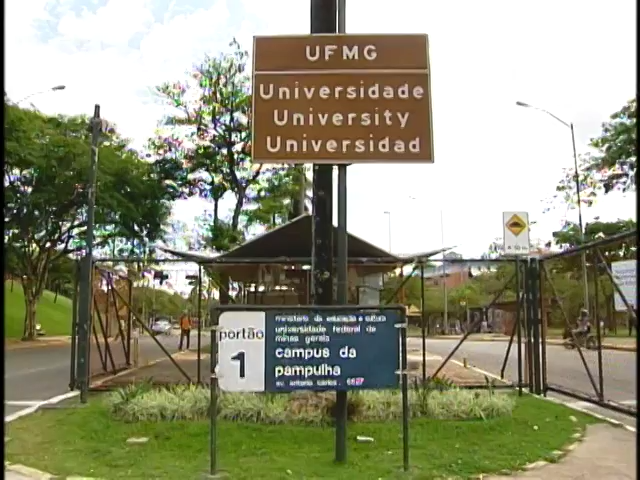 UFMG
Universidade
University
Universidad
portão
1
ministério da educação e cultura
universidade federal de
minas gerais
campus da
pampulha
av. antonio carlos, 6627